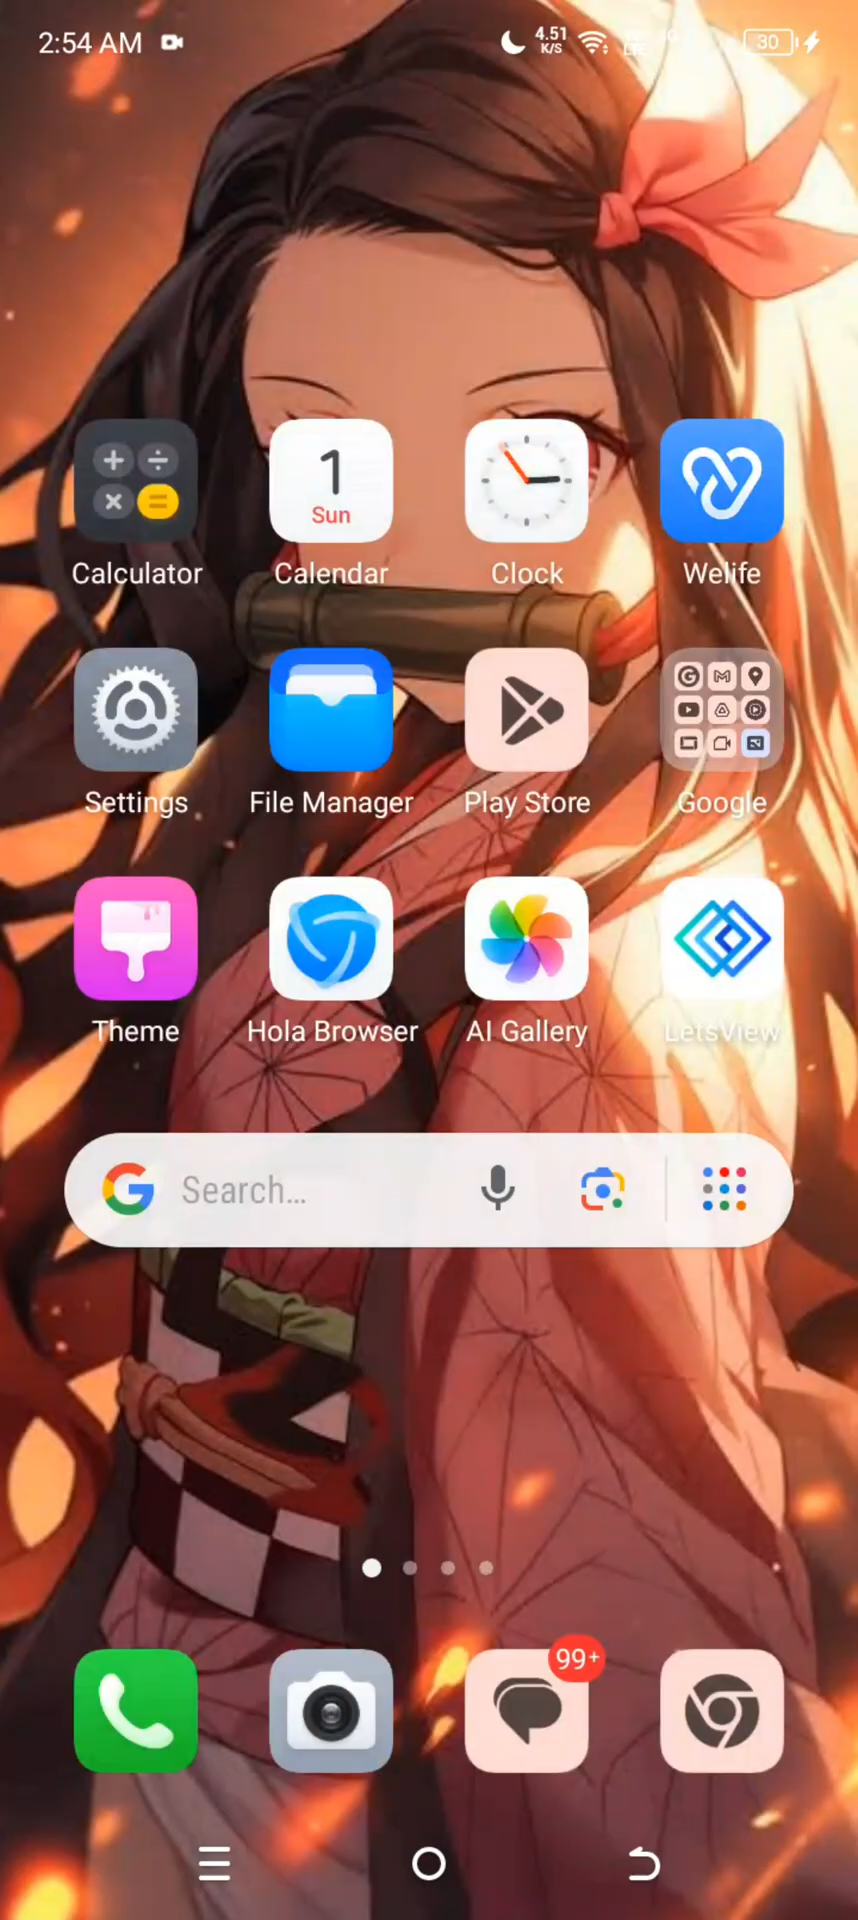 2:54 AM
4.51
K/S
30
1
Sun
Calculator
Calendar
Clock
Welife
Settings
File Manager
Play Store
Google
Theme
Hola Browser
AI Gallery
LetsView
Search...
99+